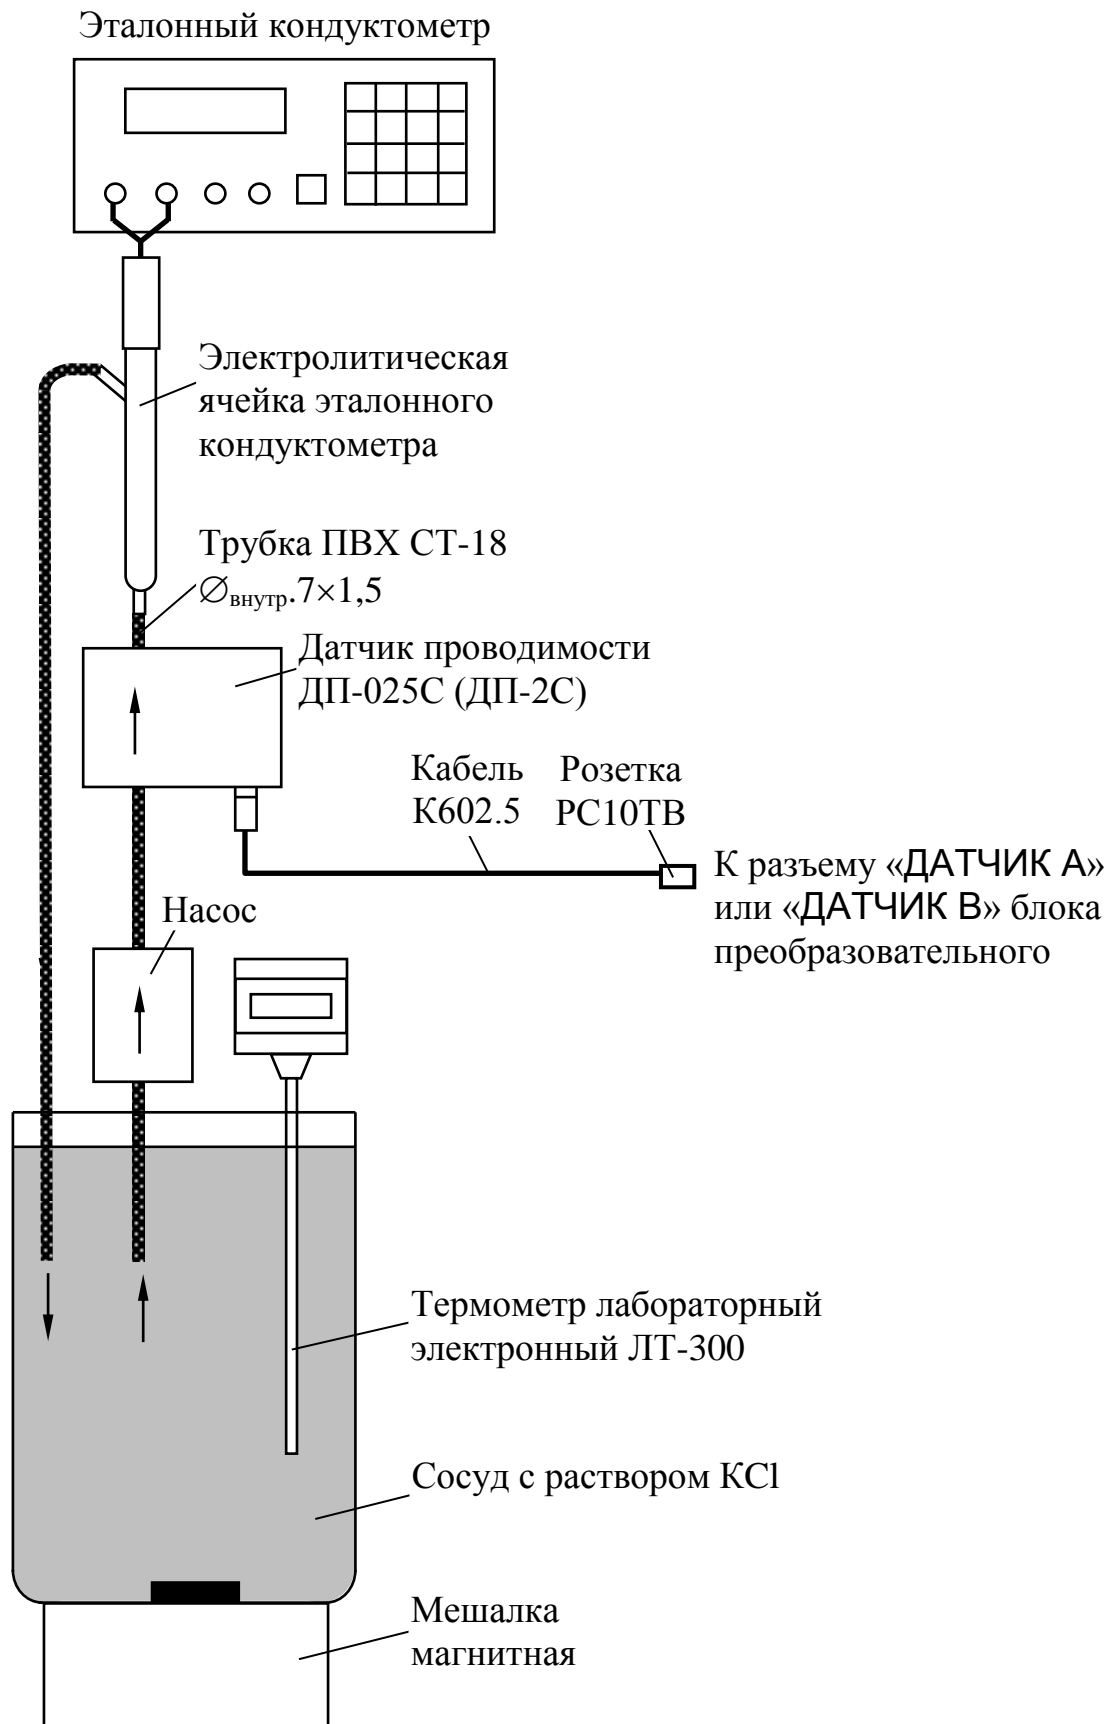 Эталонный кондуктометр
Электролитическая
ячейка эталонного
кондуктометра
Трубка ПВХ СТ-18
∅внутр.7×1,5
Датчик проводимости
ДП-025С (ДП-2С)
Кабель
К602.5
Розетка
РС10ТВ
К разъему «ДАТЧИК А»
или «ДАТЧИК В» блока
преобразовательного
Насос
Термометр лабораторный
электронный ЛТ-300
Сосуд с раствором KCl
Мешалка
магнитная